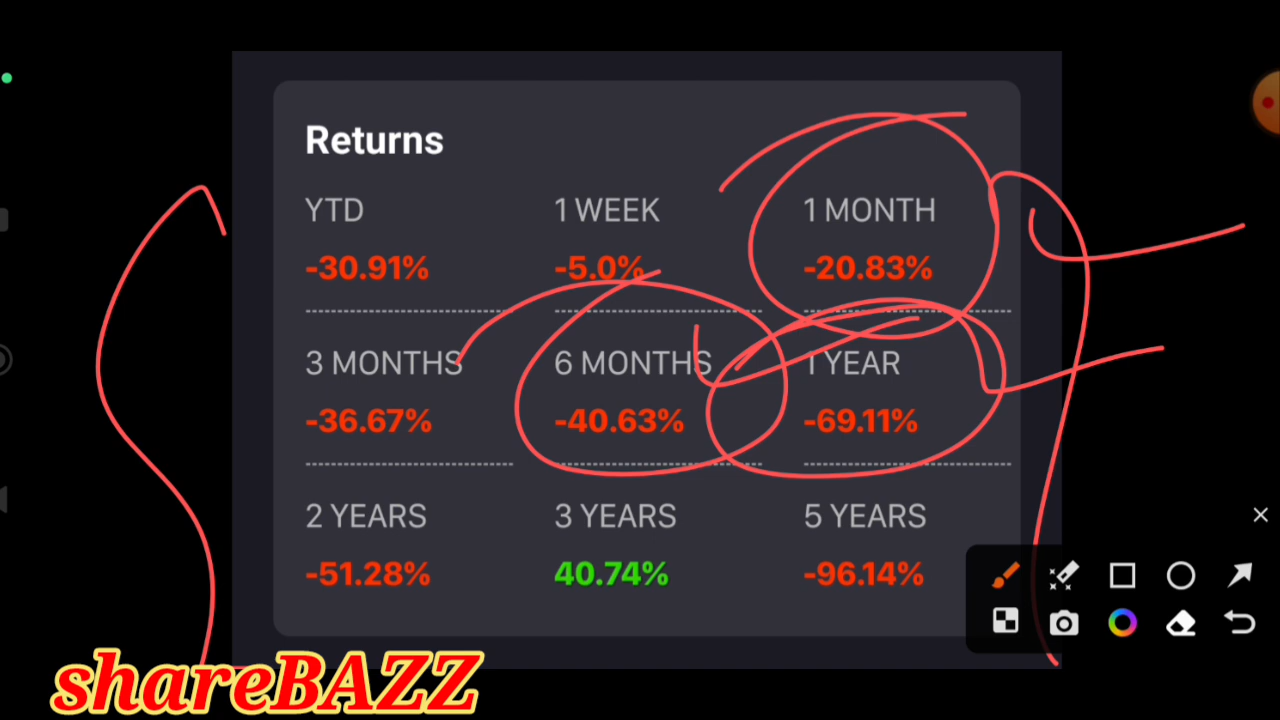 Returns
YTD 1 WEEK 1 MONTH
-30.91% -5.0% -20.83%
3 MONTHS 6 MONTHS 1 YEAR
-36.67% -40.63% -69.11%
2 YEARS 3 YEARS 5 YEARS
-51.28% 40.74% -96.14%
shareBAZZ